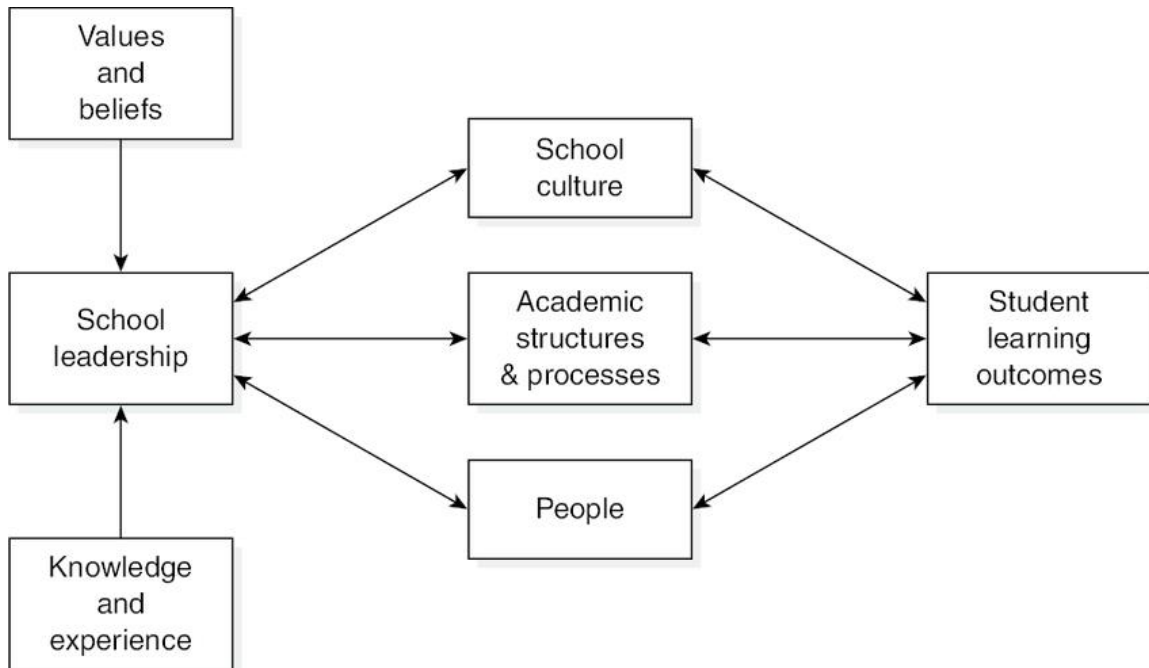 Values
and
beliefs
School
culture
School
leadership
Academic
structures
& processes
Student
learning
outcomes
People
Knowledge
and
experience